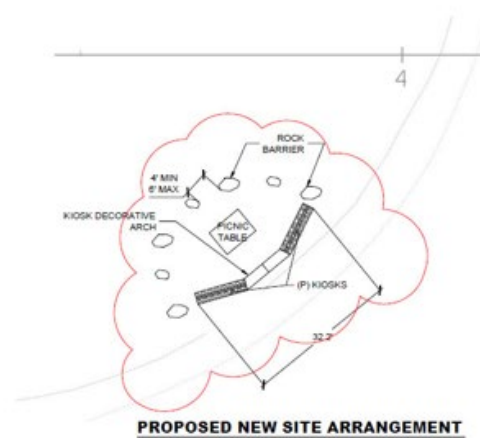 4
ROCK
BARRIER
4' MIN
6' MAX
KIOSK DECORATIVE
ARCH
PICNIC
TABLE
(P) KIOSKS
32.2'
PROPOSED NEW SITE ARRANGEMENT